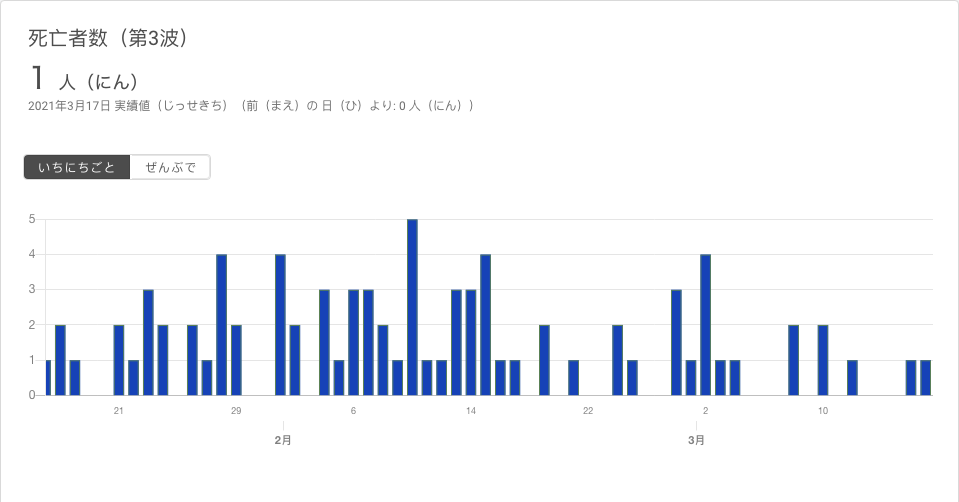 死亡者数（第3波）
1 人（にん）
2021年3月17日 実績値（じっせきち）（前（まえ）の 日（ひ）より: 0 人（にん））
いちにちごと ぜんぶで
5
4
3
2
1
0
21 29 6 14 22 2 10
2月 3月